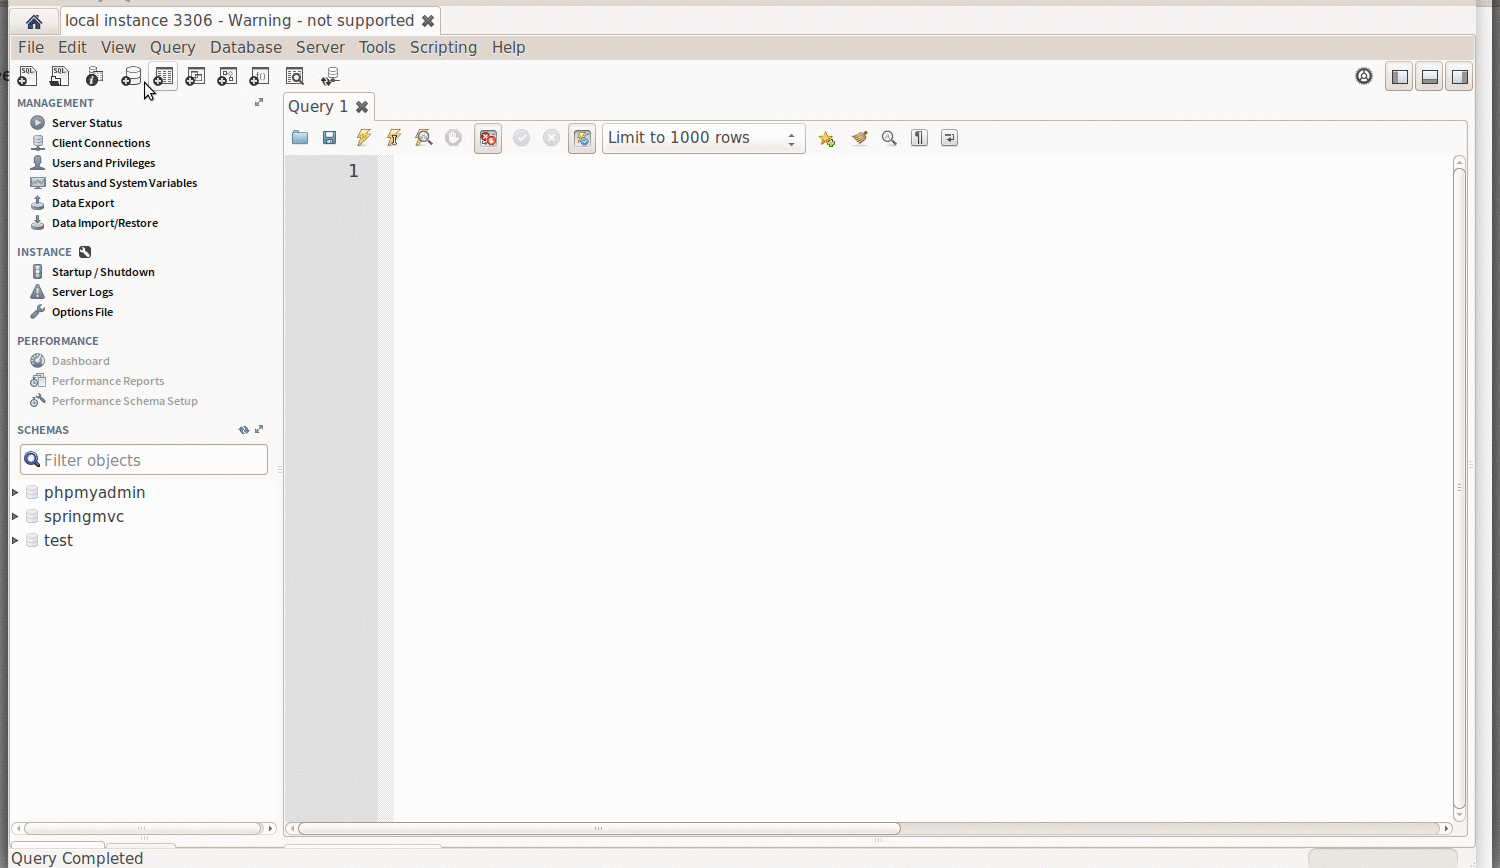 local instance 3306 - Warning - not supported
File Edit View Query Database Server Tools Scripting Help
SQL SQL
MANAGEMENT
Query 1
Server Status
Client Connections
Limit to 1000 rows
Users and Privileges
1
Status and System Variables
Data Export
Data Import/Restore
INSTANCE
Startup / Shutdown
Server Logs
Options File
PERFORMANCE
Dashboard
Performance Reports
Performance Schema Setup
SCHEMAS
Filter objects
phpmyadmin
springmvc
test
Query Completed